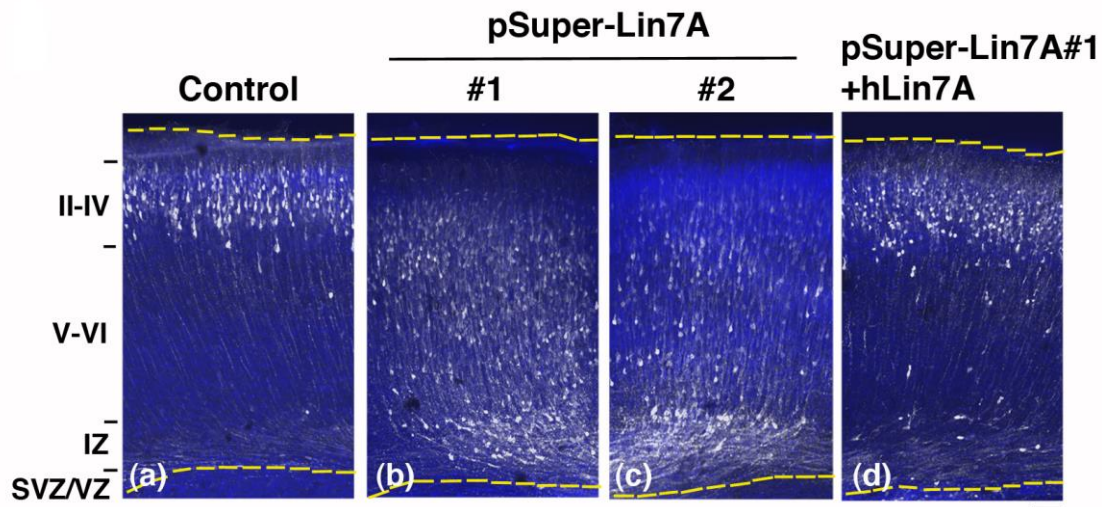 pSuper-Lin7A
pSuper-Lin7A#1
+hLin7A
Control
#1
#2
II-IV
V-VI
IZ
SVZ/VZ
(a)
(b)
(c)
(d)